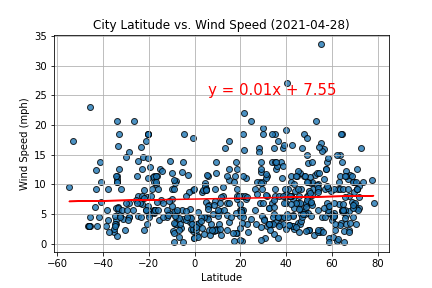 City Latitude vs. Wind Speed (2021-04-28)
35
30
25
20
15
10
5
0
Wind Speed (mph)
y = 0.01x + 7.55
−60 −40 −20 0 20 40 60 80
Latitude